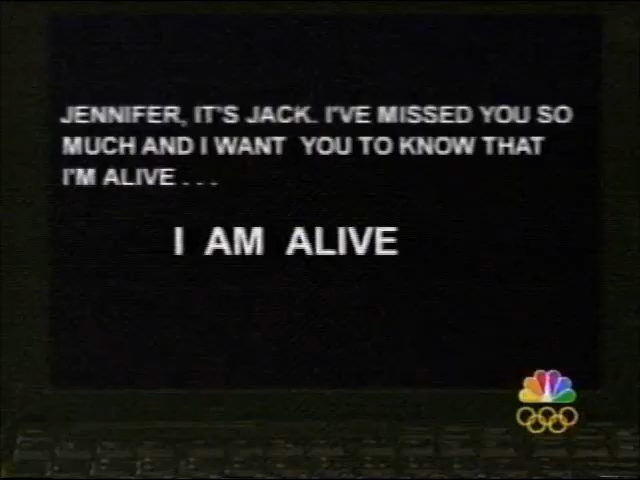 JENNIFER, IT'S JACK. I'VE MISSED YOU SO
MUCH AND I WANT YOU TO KNOW THAT
I'M ALIVE . . .
I AM ALIVE